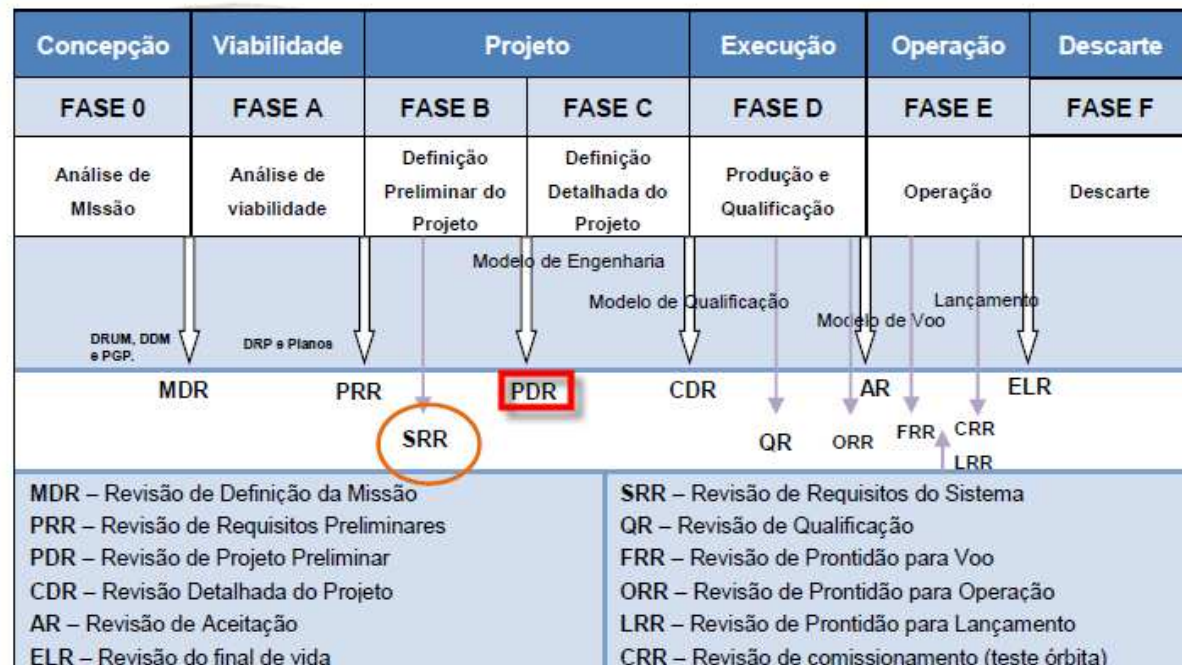 Concepção Viabilidade Projeto Execução Operação Descarte
FASE 0 FASE A FASE B FASE C FASE D FASE E FASE F
Análise de
MIssão
Análise de
viabilidade
Definição
Preliminar do
Projeto
Definição
Detalhada do
Projeto
Produção e
Qualificação
Operação
Descarte
Modelo de Engenharia
Modelo de Qualificação
Modelo de Voo
Lançamento
DRUM, DDM
e PGP.
DRP e Planos
MDR PRR PDR CDR AR ELR
SRR QR ORR FRR CRR
LRR
MDR – Revisão de Definição da Missão
PRR – Revisão de Requisitos Preliminares
PDR – Revisão de Projeto Preliminar
CDR – Revisão Detalhada do Projeto
AR – Revisão de Aceitação
ELR – Revisão do final de vida
SRR – Revisão de Requisitos do Sistema
QR – Revisão de Qualificação
FRR – Revisão de Prontidão para Voo
ORR – Revisão de Prontidão para Operação
LRR – Revisão de Prontidão para Lançamento
CRR – Revisão de comissionamento (teste órbita)